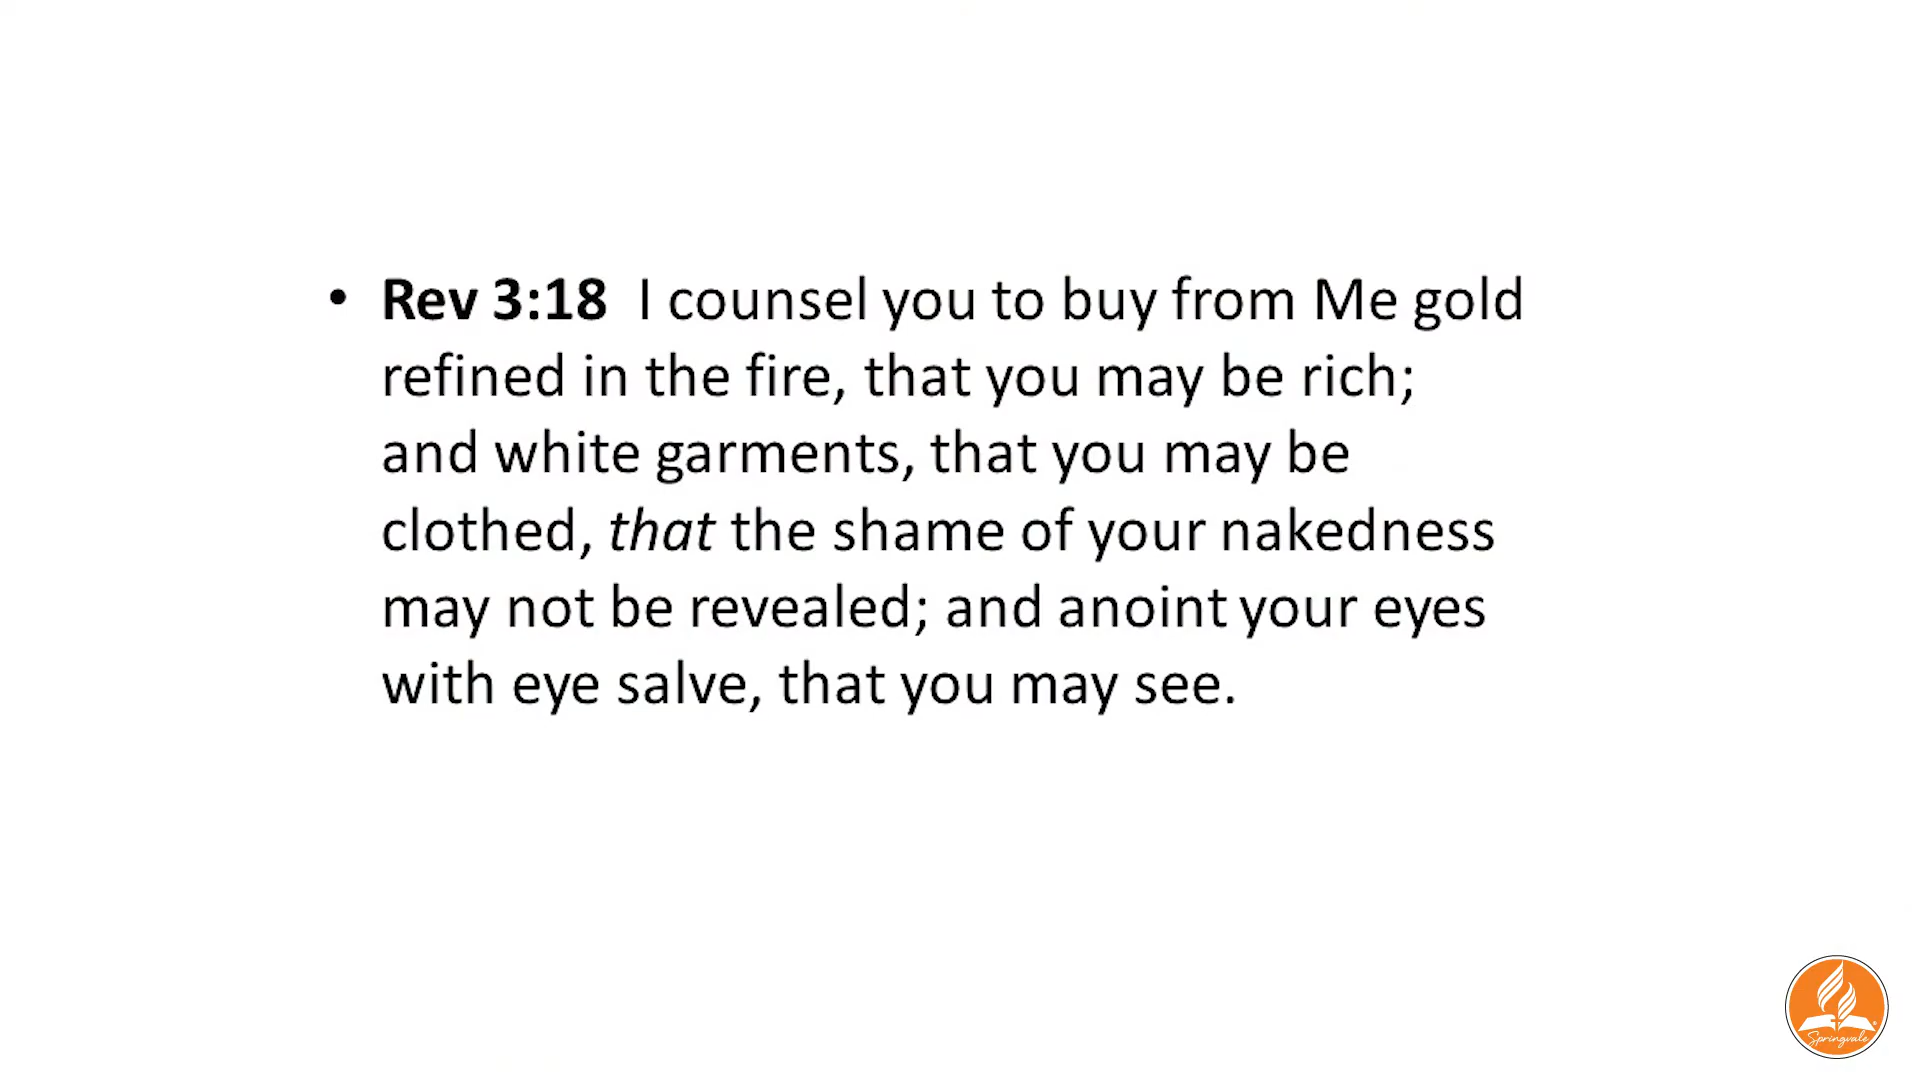 • Rev 3:18 I counsel you to buy from Me gold
refined in the fire, that you may be rich;
and white garments, that you may be
clothed, that the shame of your nakedness
may not be revealed; and anoint your eyes
with eye salve, that you may see.
Springvale